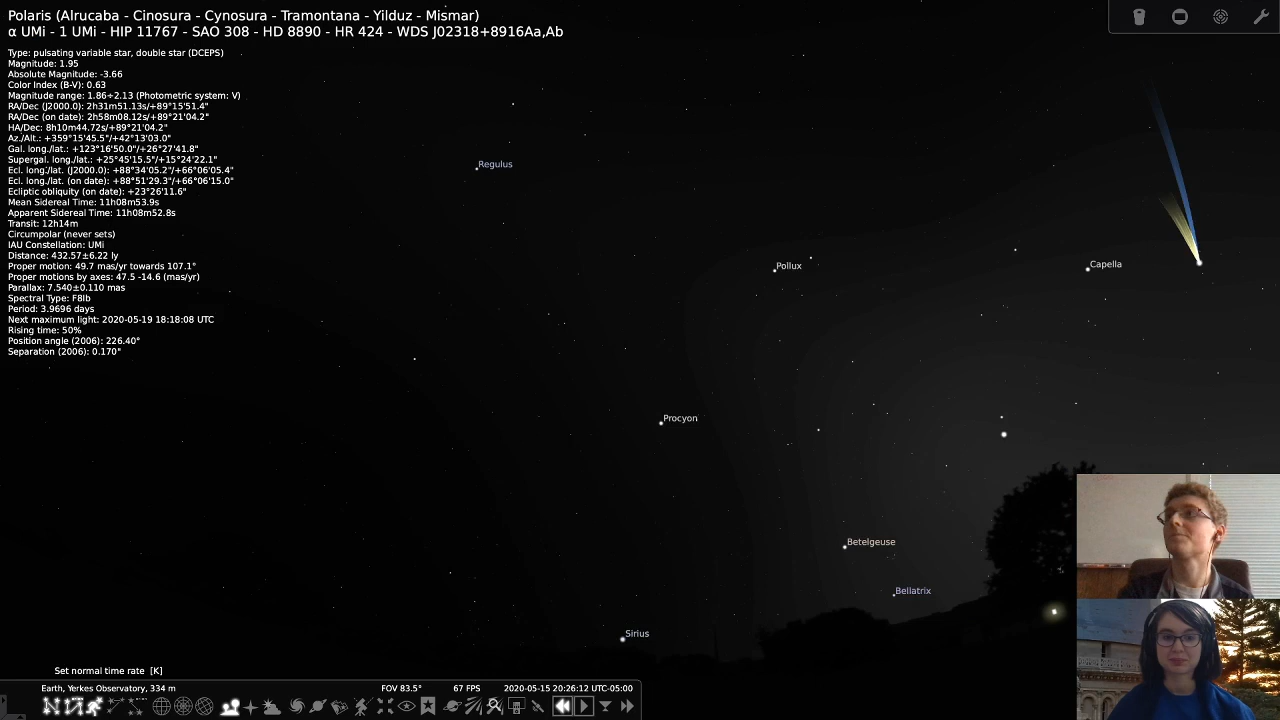 Polaris (Alrucaba - Cinosura - Cynosura - Tramontana - Yilduz - Mismar)
α UMi - 1 UMi - HIP 11767 - SAO 308 - HD 8890 - HR 424 - WDS J02318+8916Aa,Ab
Type: pulsating variable star, double star (DCEPS)
Magnitude: 1.95
Absolute Magnitude: -3.66
Color Index (B-V): 0.63
Magnitude range: 1.86÷2.13 (Photometric system: V)
RA/Dec (J2000.0): 2h31m51.13s/+89°15'51.4"
RA/Dec (on date): 2h58m08.12s/+89°21'04.2"
HA/Dec: 8h10m44.72s/+89°21'04.2"
Az./Alt.: +359°15'45.5"/+42°13'03.0"
Gal. long./lat.: +123°16'50.0"/+26°27'41.8"
Supergal. long./lat.: +25°45'15.5"/+15°24'22.1"
Ecl. long./lat. (J2000.0): +88°34'05.2"/+66°06'05.4"
Ecl. long./lat. (on date): +88°51'29.3"/+66°06'15.0"
Ecliptic obliquity (on date): +23°26'11.6"
Mean Sidereal Time: 11h08m53.9s
Apparent Sidereal Time: 11h08m52.8s
Transit: 12h14m
Circumpolar (never sets)
IAU Constellation: UMi
Distance: 432.57±6.22 ly
Proper motion: 49.7 mas/yr towards 107.1°
Proper motions by axes: 47.5 -14.6 (mas/yr)
Parallax: 7.540±0.110 mas
Spectral Type: F8Ib
Period: 3.9696 days
Next maximum light: 2020-05-19 18:18:08 UTC
Rising time: 50%
Position angle (2006): 226.40°
Separation (2006): 0.170"
Regulus
Pollux
Capella
Procyon
Betelgeuse
Bellatrix
Sirius
Set normal time rate [K]
Earth, Yerkes Observatory, 334 m FOV 83.5° 67 FPS 2020-05-15 20:26:12 UTC-05:00